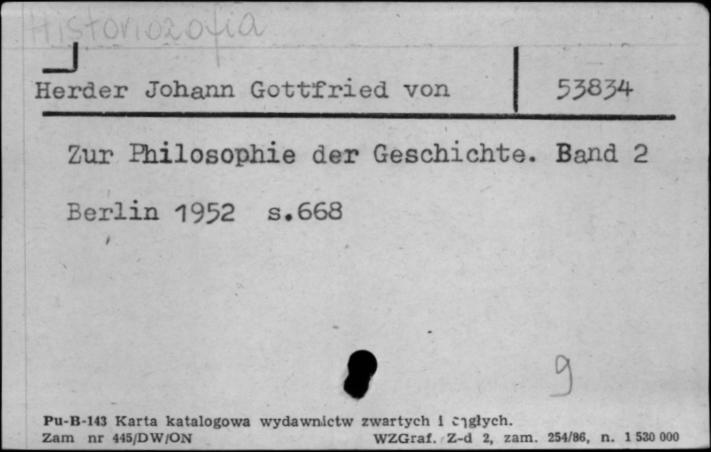 Historiozofia
Herder Johann Gottfried von 53834
Zur Philosophie der Geschichte. Band 2
Berlin 1952 s.668
9
Pu-B-143 Karta katalogowa wydawnictw zwartych i ciągłych.
Zam nr 445/DW/ON WZGraf. Z-d 2, zam. 254/86, n. 1 530 000